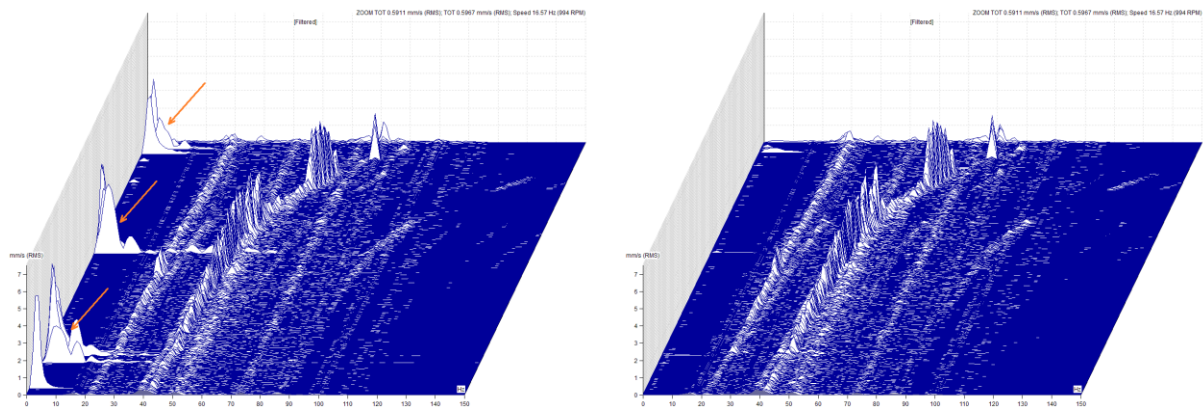 ZOOM TOT 0.5911 mm/s (RMS); TOT 0.5967 mm/s (RMS); Speed 16.57 Hz (994 RPM)
[Filtered]
mm/s (RMS)
7
6
5
4
3
2
1
0
Hz
0 10 20 30 40 50 60 70 80 90 100 110 120 130 140 150
ZOOM TOT 0.5911 mm/s (RMS); TOT 0.5967 mm/s (RMS); Speed 16.57 Hz (994 RPM)
[Filtered]
mm/s (RMS)
7
6
5
4
3
2
1
0
Hz
0 10 20 30 40 50 60 70 80 90 100 110 120 130 140 150